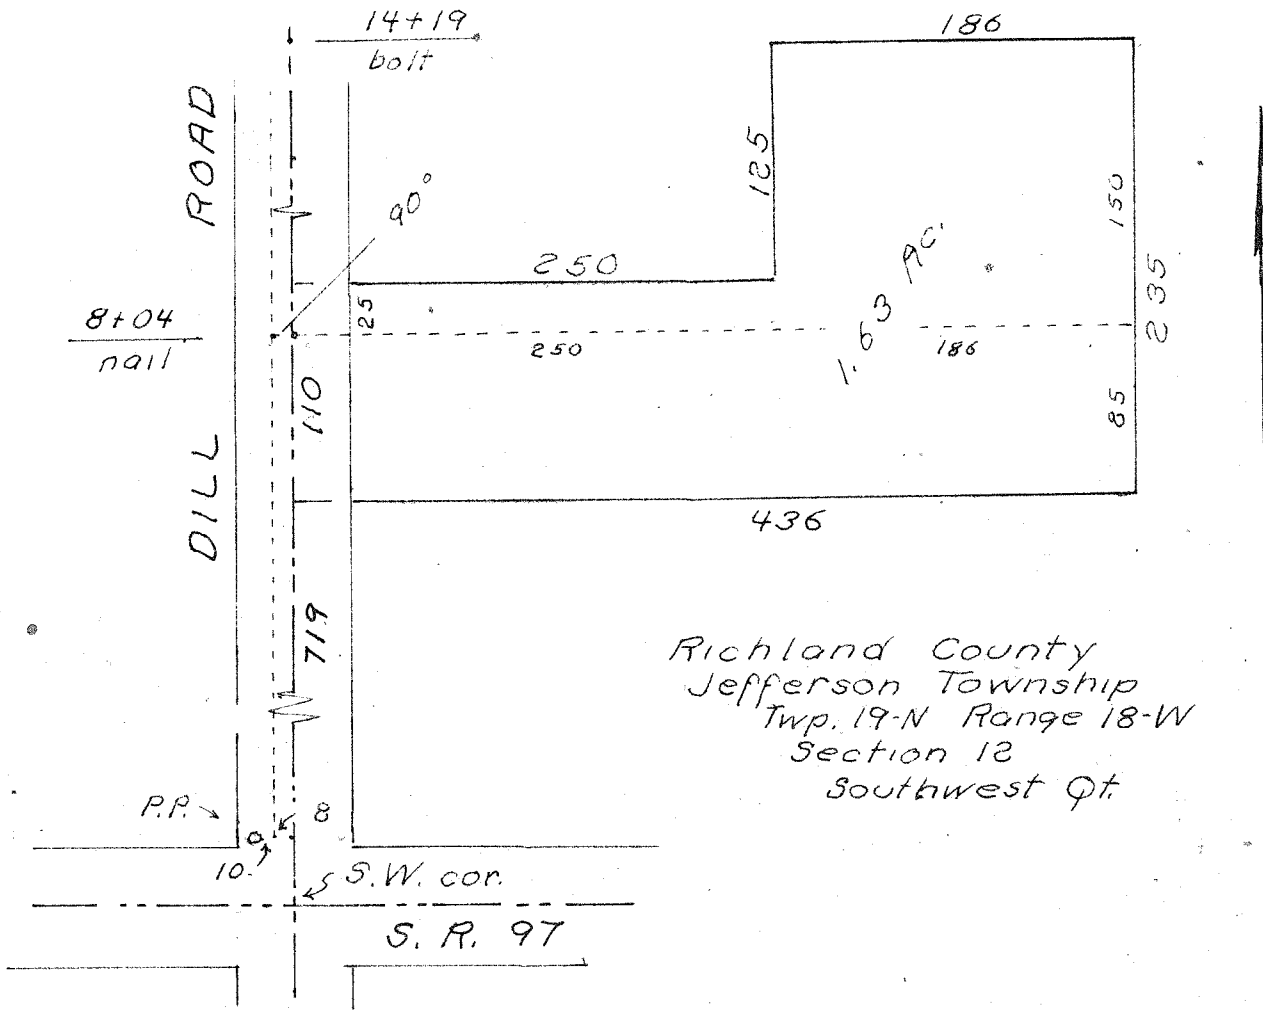 14+19
bolt
186
DILL ROAD
90°
125
150
250
25
235
8+04
nail
250
1.63 AC.
186
110
85
436
719
Richland County
Jefferson Township
Twp. 19-N Range 18-W
Section 12
Southwest Qt.
P.P.
8
10
S.W. cor.
S. R. 97